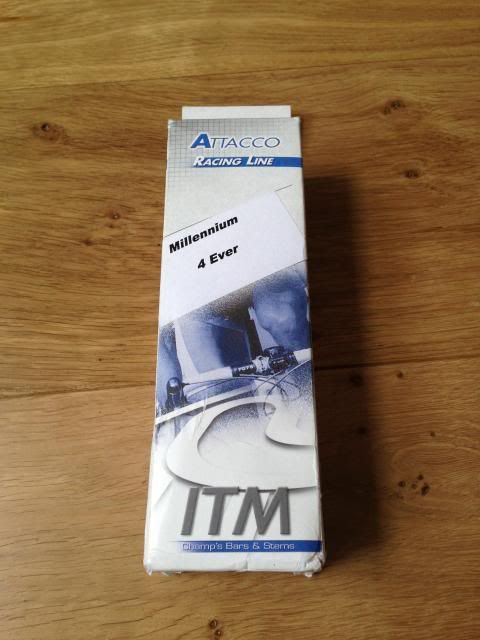 ATTACCO
RACING LINE
Millennium
4 Ever
ITM
Champ's Bars & Stems